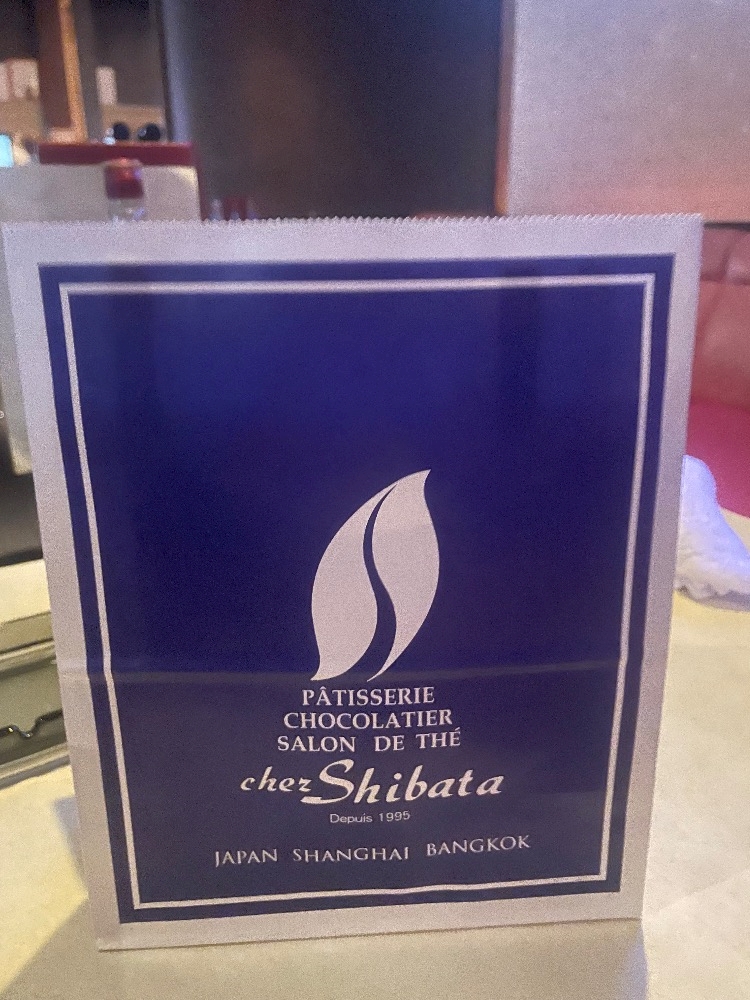 PÂTISSERIE
CHOCOLATIER
SALON DE THÉ
chez Shibata
Depuis 1995
JAPAN SHANGHAI BANGKOK